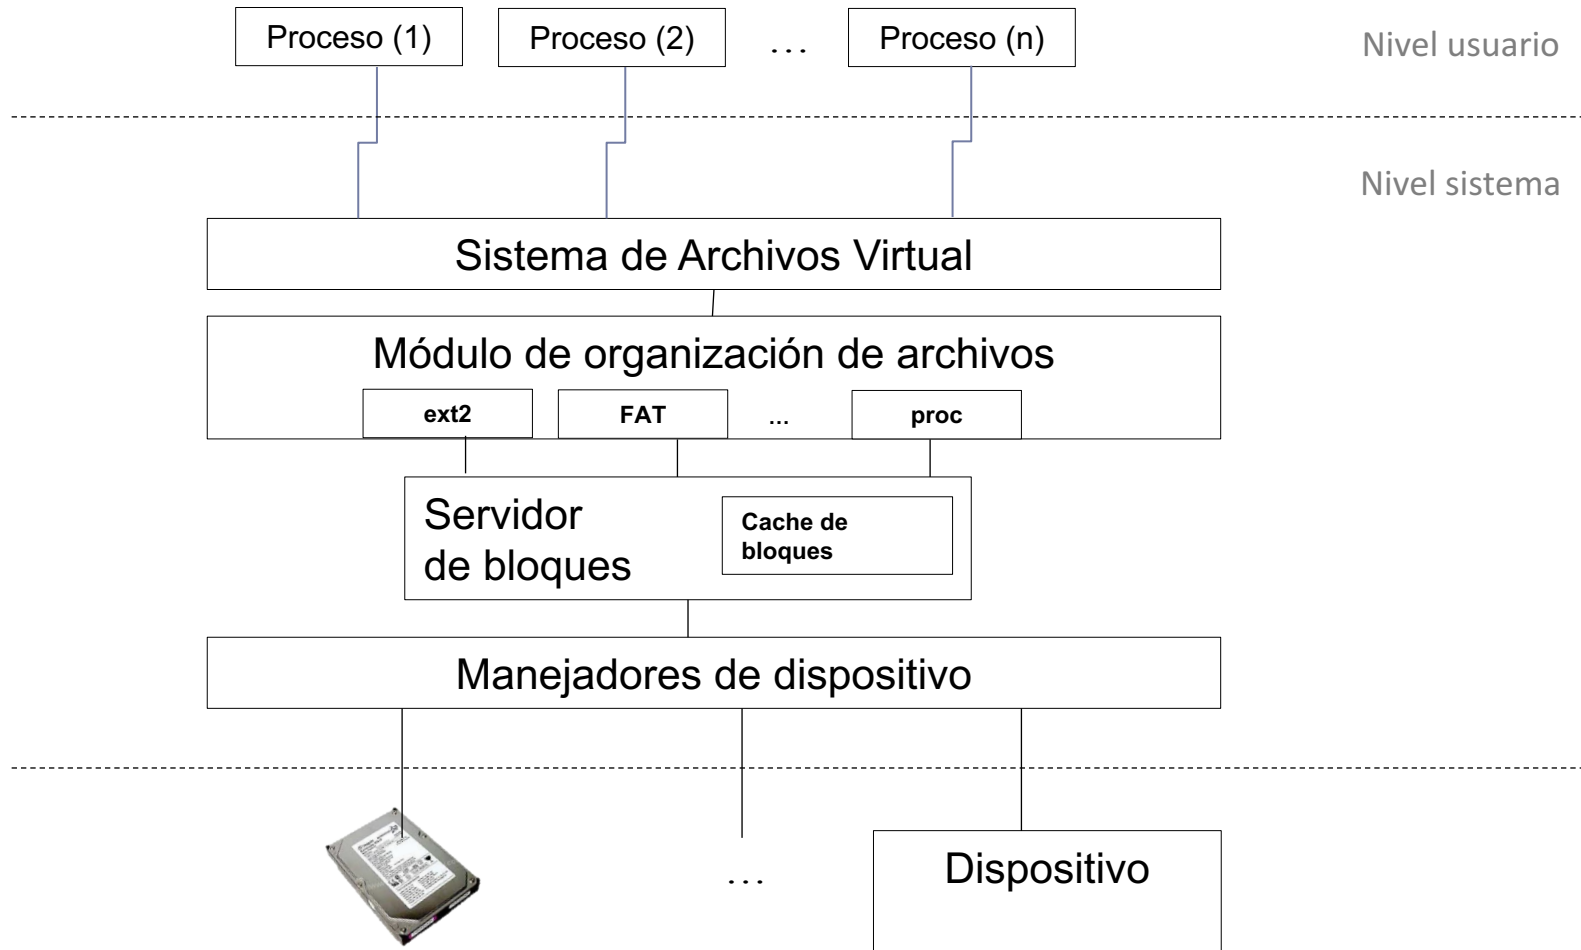 Proceso (1)
Proceso (2)
...
Proceso (n)
Nivel usuario
Nivel sistema
Sistema de Archivos Virtual
Módulo de organización de archivos
ext2
FAT
...
proc
Servidor
de bloques
Cache de
bloques
Manejadores de dispositivo
...
Dispositivo